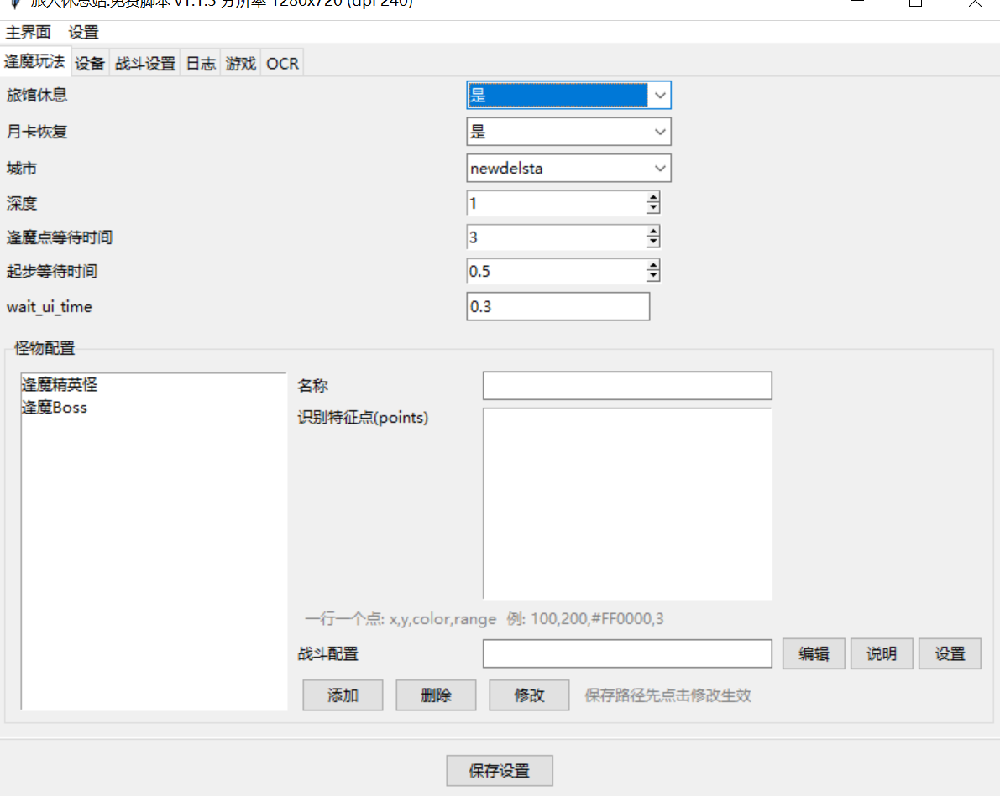 旅人休息站.免费脚本 v1.1.5 分辨率 1280x720 (dpi 240)
主界面 设置
逢魔玩法 设备 战斗设置 日志 游戏 OCR
旅馆休息 是
月卡恢复 是
城市 newdelsta
深度 1
逢魔点等待时间 3
起步等待时间 0.5
wait_ui_time 0.3
怪物配置
逢魔精英怪
逢魔Boss
名称
识别特征点(points)
一行一个点: x,y,color,range 例: 100,200,#FF0000,3
战斗配置 编辑 说明 设置
添加 删除 修改 保存路径先点击修改生效
保存设置